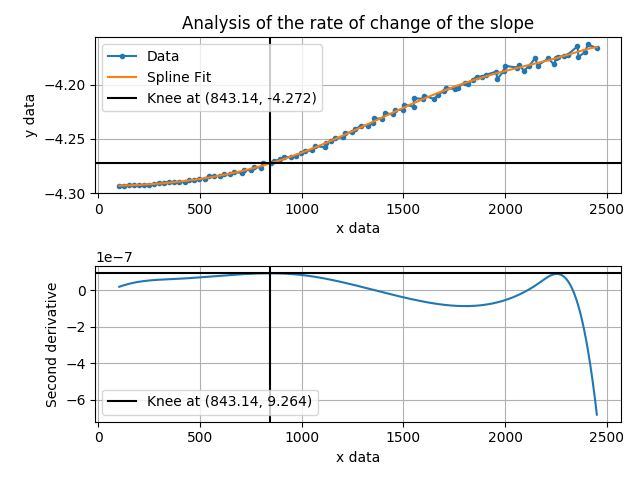 Analysis of the rate of change of the slope
Data
Spline Fit
Knee at (843.14, -4.272)
y data
−4.20
−4.25
−4.30
0
500
1000
1500
2000
2500
x data
1e−7
Second derivative
0
−2
−4
−6
Knee at (843.14, 9.264)
0
500
1000
1500
2000
2500
x data